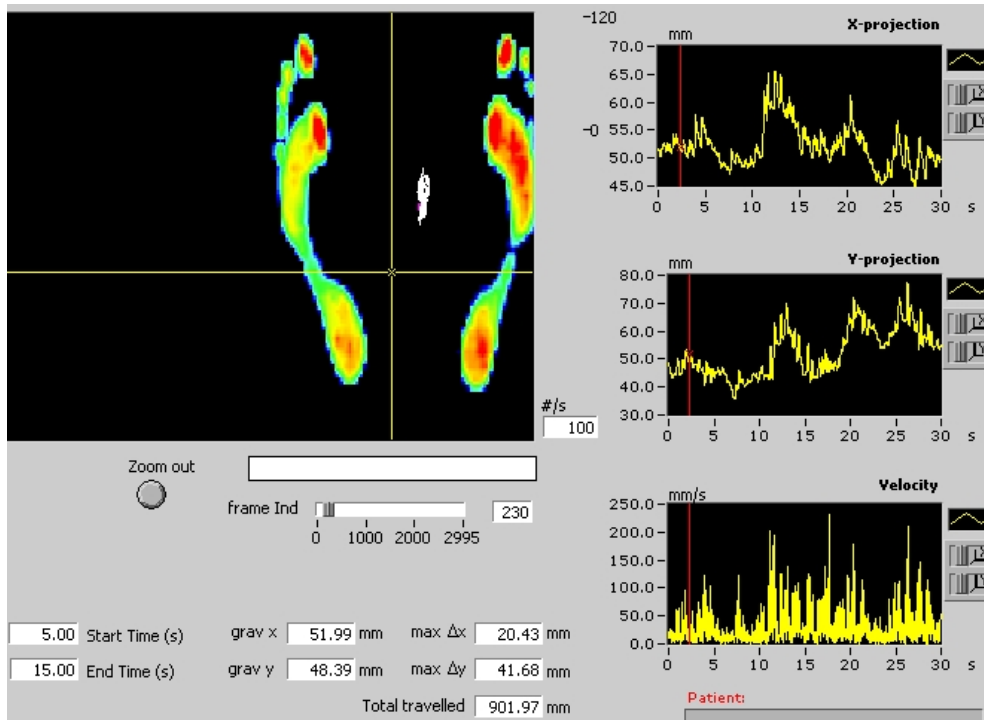 -120
-0
X-projection
mm
70.0
65.0
60.0
55.0
50.0
45.0
0 5 10 15 20 25 30 s
Y-projection
mm
80.0
70.0
60.0
50.0
40.0
30.0
0 5 10 15 20 25 30 s
#/s
100
Zoom out
frame Ind
230
0 1000 2000 2995
Velocity
mm/s
250.0
200.0
150.0
100.0
50.0
0.0
0 5 10 15 20 25 30 s
5.00 Start Time (s) grav x 51.99 mm max Δx 20.43 mm
15.00 End Time (s) grav y 48.39 mm max Δy 41.68 mm
Total travelled 901.97 mm
Patient: